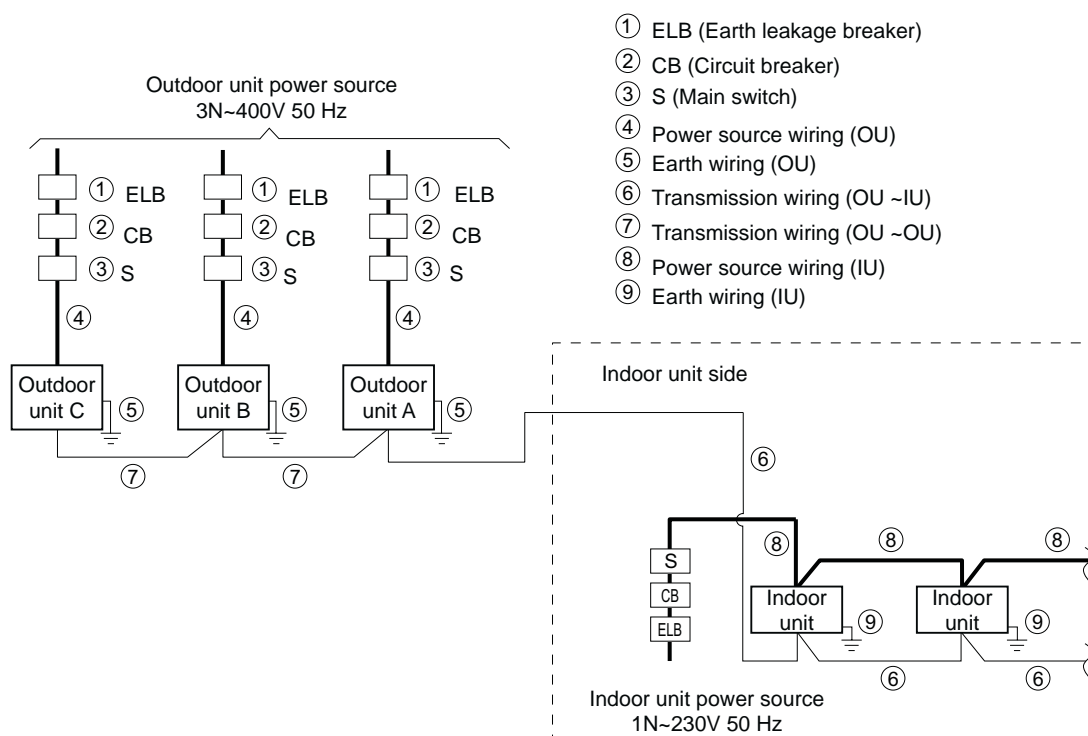 ① ELB (Earth leakage breaker)
② CB (Circuit breaker)
③ S (Main switch)
④ Power source wiring (OU)
⑤ Earth wiring (OU)
⑥ Transmission wiring (OU ~IU)
⑦ Transmission wiring (OU ~OU)
⑧ Power source wiring (IU)
⑨ Earth wiring (IU)
Outdoor unit power source
3N~400V 50 Hz
① ELB ① ELB ① ELB
② CB ② CB ② CB
③ S ③ S ③ S
④ ④ ④
Outdoor
unit C
⑤
Outdoor
unit B
⑤
Outdoor
unit A
⑤
⑦ ⑦
Indoor unit side
⑥
S
CB
ELB
⑧ ⑧ ⑧
Indoor
unit
⑨
Indoor
unit
⑨
⑥ ⑥
Indoor unit power source
1N~230V 50 Hz